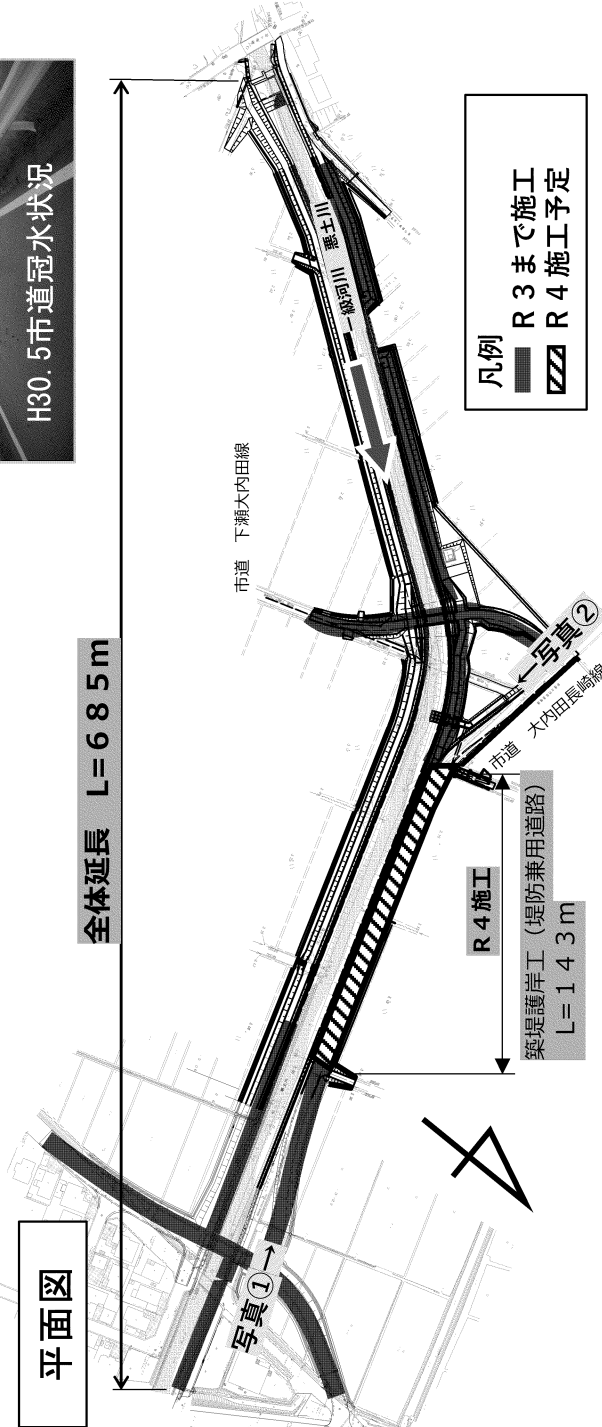 平面図
全体延長 L=685m
H30.5市道冠水状況
市道 下瀬大内田線
一級河川 悪土川
写真①→
←写真②
市道 大内田長崎線
R4施工
築堤護岸工（堤防兼用道路）
L=143m
凡例
R3まで施工
R4施工予定